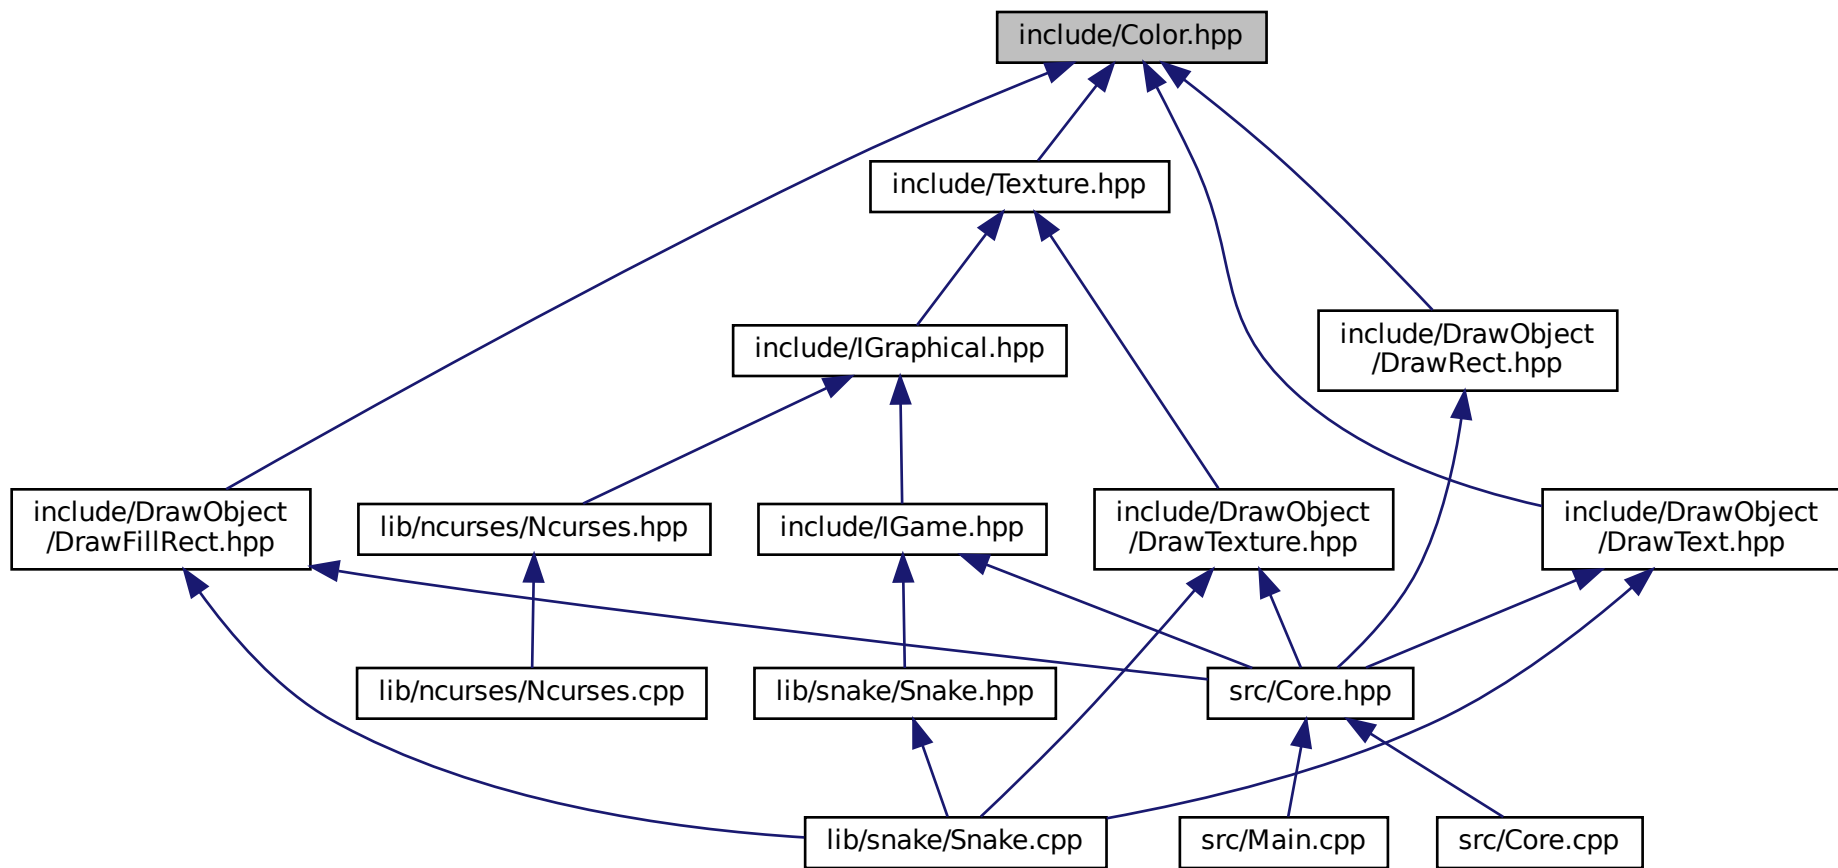 include/Color.hpp
include/Texture.hpp
include/IGraphical.hpp
include/DrawObject
/DrawRect.hpp
include/DrawObject
/DrawFillRect.hpp
lib/ncurses/Ncurses.hpp
include/IGame.hpp
include/DrawObject
/DrawTexture.hpp
include/DrawObject
/DrawText.hpp
lib/ncurses/Ncurses.cpp
lib/snake/Snake.hpp
src/Core.hpp
lib/snake/Snake.cpp
src/Main.cpp
src/Core.cpp